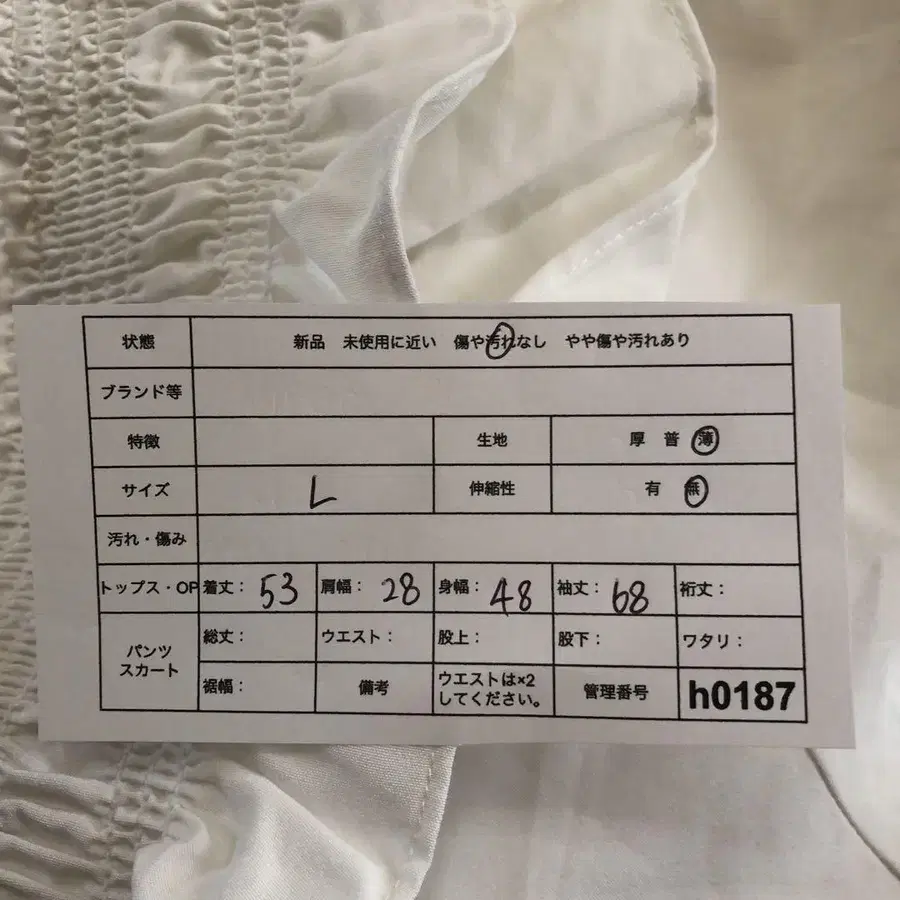 状態 新品 未使用に近い 傷や汚れなし やや傷や汚れあり
ブランド等
特徴 生地 厚 普 薄
サイズ L 伸縮性 有 無
汚れ・傷み
トップス・OP 着丈: 53 肩幅: 28 身幅: 48 袖丈: 68 裄丈:
パンツ
スカート
総丈: ウエスト: 股上: 股下: ワタリ:
裾幅: 備考 ウエストは×2
してください。 管理番号 h0187